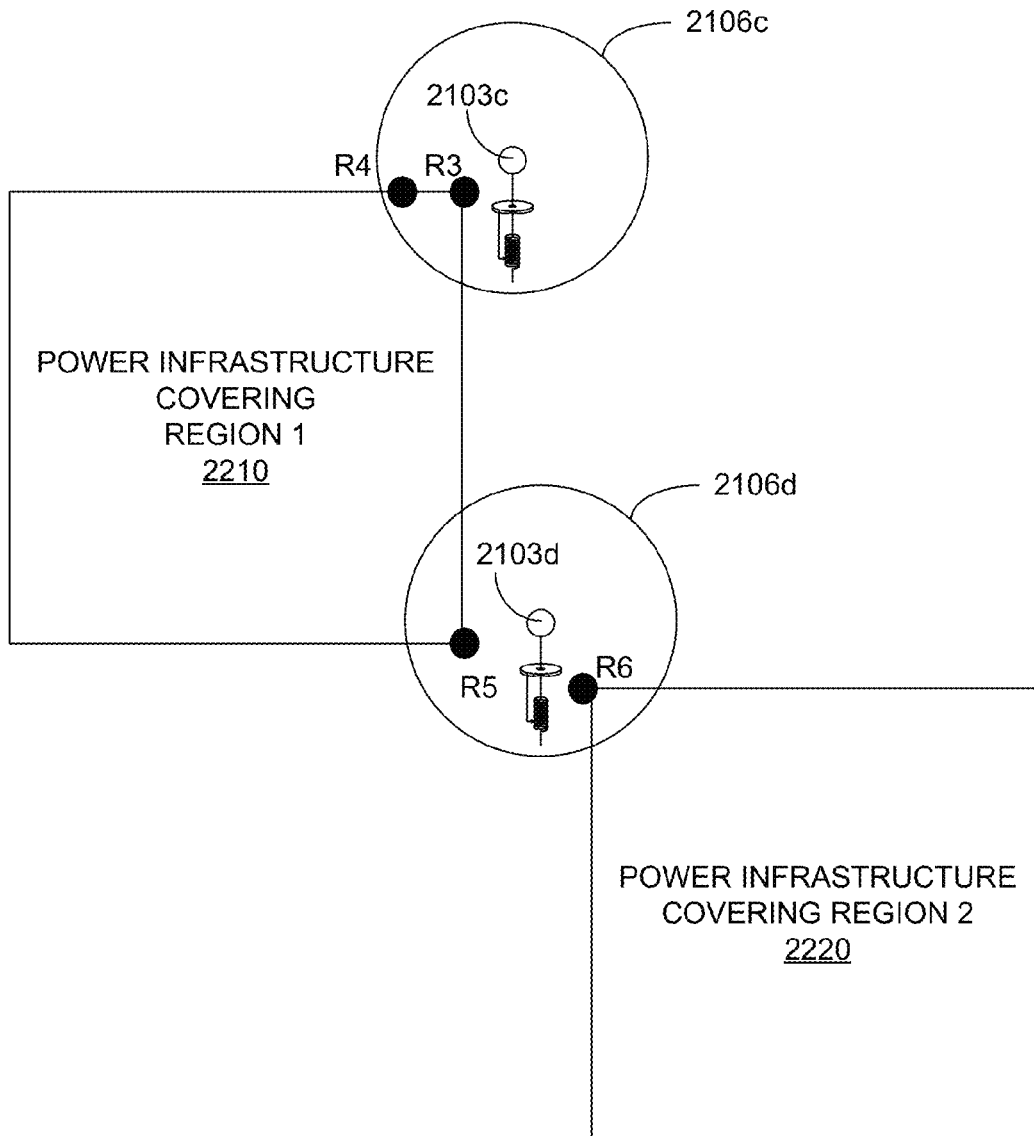 2106c
2103c
R4
R3
POWER INFRASTRUCTURE
COVERING
REGION 1
2210
2106d
2103d
R5
R6
POWER INFRASTRUCTURE
COVERING REGION 2
2220